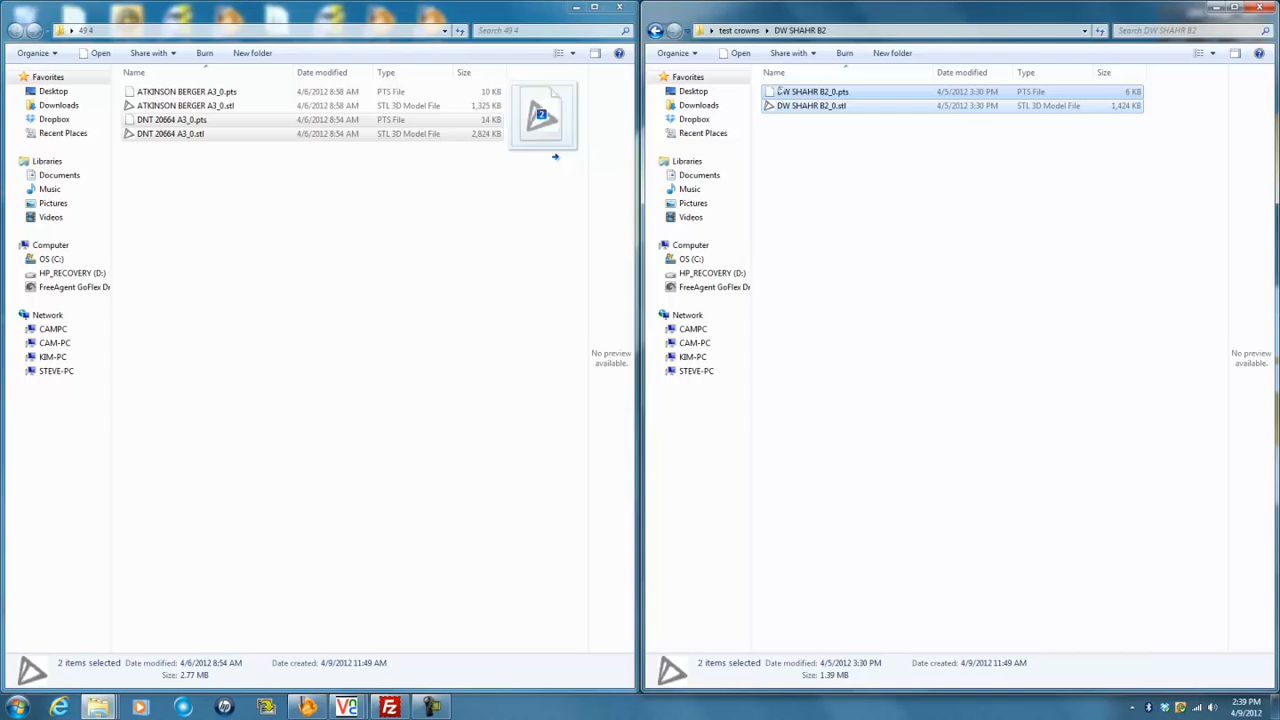 49 4
Search 49 4
test crowns
DW SHAHR B2
Search DW SHAHR B2
Organize
Open
Share with
Burn
New folder
Organize
Open
Share with
Burn
New folder
Favorites
Desktop
Downloads
Dropbox
Recent Places
Libraries
Documents
Music
Pictures
Videos
Computer
OS (C:)
HP_RECOVERY (D:)
FreeAgent GoFlex Dr
Network
CAMPC
CAM-PC
KIM-PC
STEVE-PC
Name Date modified Type Size
ATKINSON BERGER A3_0.pts 4/6/2012 8:58 AM PTS File 10 KB
ATKINSON BERGER A3_0.stl 4/6/2012 8:58 AM STL 3D Model File 1,325 KB
DNT 20664 A3_0.pts 4/6/2012 8:54 AM PTS File 14 KB
DNT 20664 A3_0.stl 4/6/2012 8:54 AM STL 3D Model File 2,824 KB
2
No preview
available.
2 items selected Date modified: 4/6/2012 8:54 AM Date created: 4/9/2012 11:49 AM
Size: 2.77 MB
Favorites
Desktop
Downloads
Dropbox
Recent Places
Libraries
Documents
Music
Pictures
Videos
Computer
OS (C:)
HP_RECOVERY (D:)
FreeAgent GoFlex Dr
Network
CAMPC
CAM-PC
KIM-PC
STEVE-PC
Name Date modified Type Size
DW SHAHR B2_0.pts 4/5/2012 3:30 PM PTS File 6 KB
DW SHAHR B2_0.stl 4/5/2012 3:30 PM STL 3D Model File 1,424 KB
No preview
available.
2 items selected Date modified: 4/5/2012 3:30 PM Date created: 4/9/2012 11:49 AM
Size: 1.39 MB
2:39 PM
4/9/2012